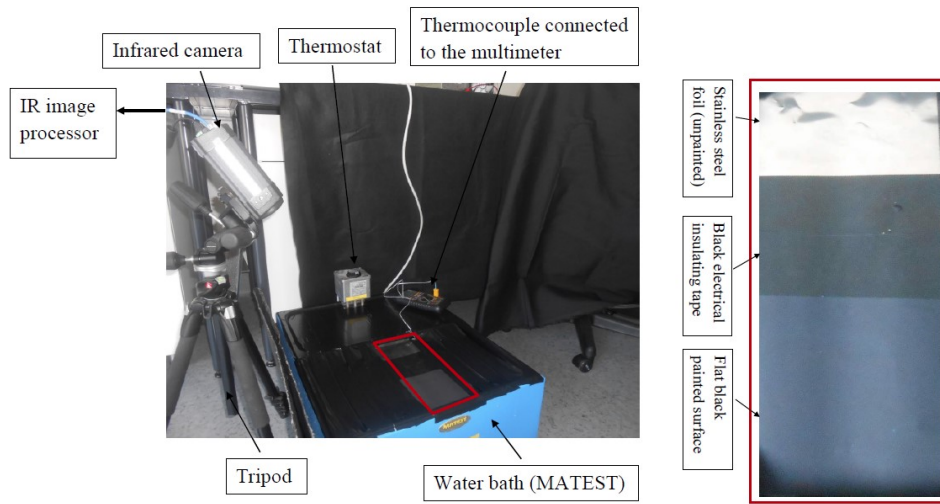 Infrared camera
Thermostat
Thermocouple connected
to the multimeter
IR image
processor
Tripod
Water bath (MATEST)
MATEST
Stainless steel
foil (unpainted)
Black electrical
insulating tape
Flat black
painted surface